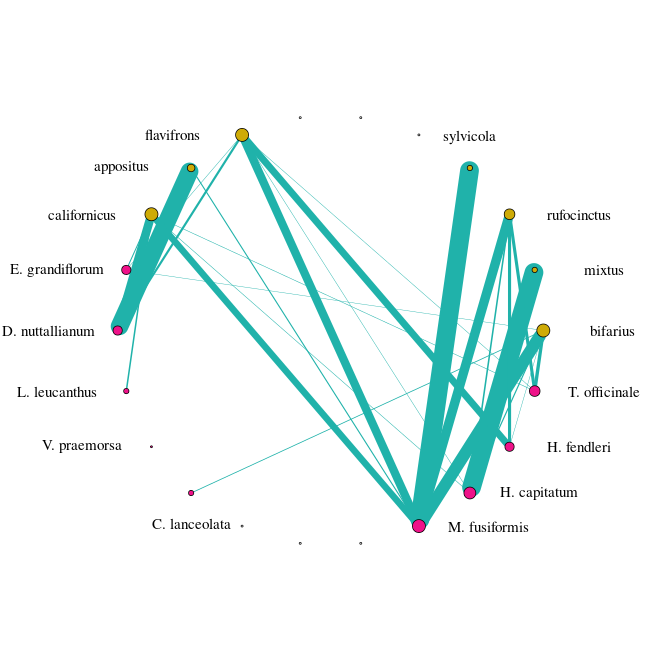 flavifrons
sylvicola
appositus
californicus
rufocinctus
E. grandiflorum
mixtus
D. nuttallianum
bifarius
L. leucanthus
T. officinale
V. praemorsa
H. fendleri
H. capitatum
C. lanceolata
M. fusiformis